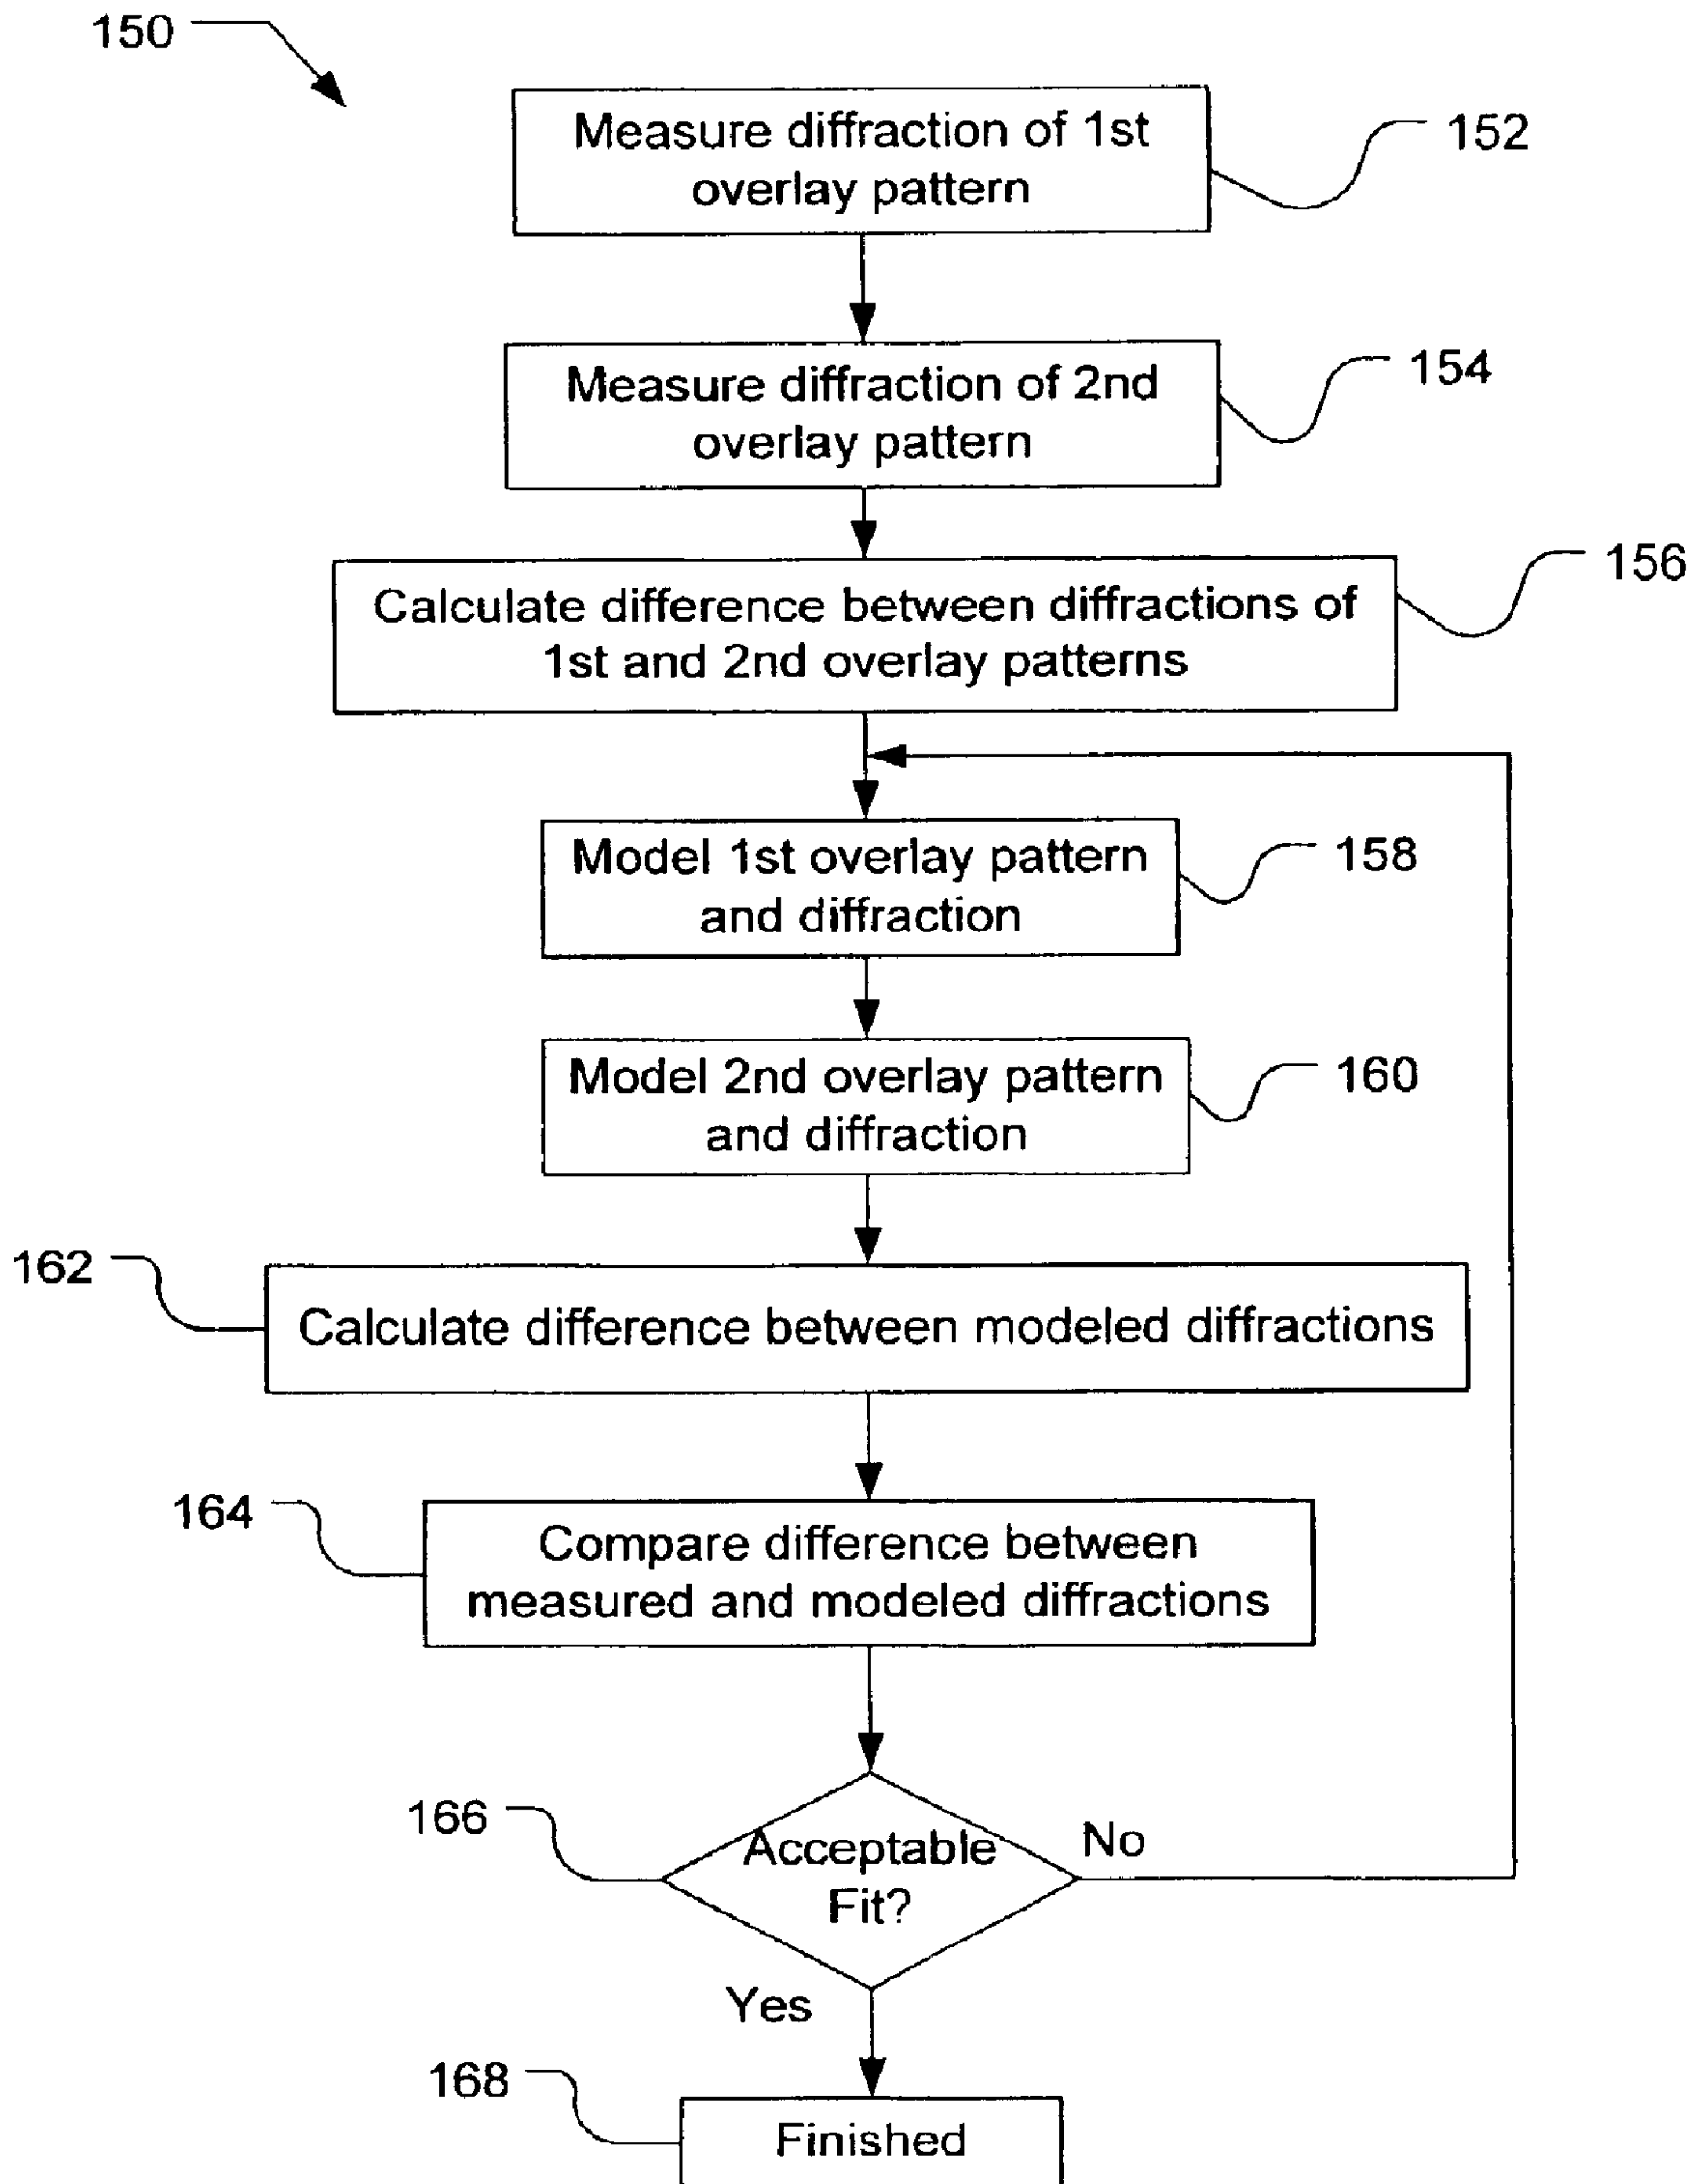 150
Measure diffraction of 1st
overlay pattern
152
Measure diffraction of 2nd
overlay pattern
154
Calculate difference between diffractions of
1st and 2nd overlay patterns
156
Model 1st overlay pattern
and diffraction
158
Model 2nd overlay pattern
and diffraction
160
162
Calculate difference between modeled diffractions
164
Compare difference between
measured and modeled diffractions
166
Acceptable
Fit?
No
Yes
168
Finished